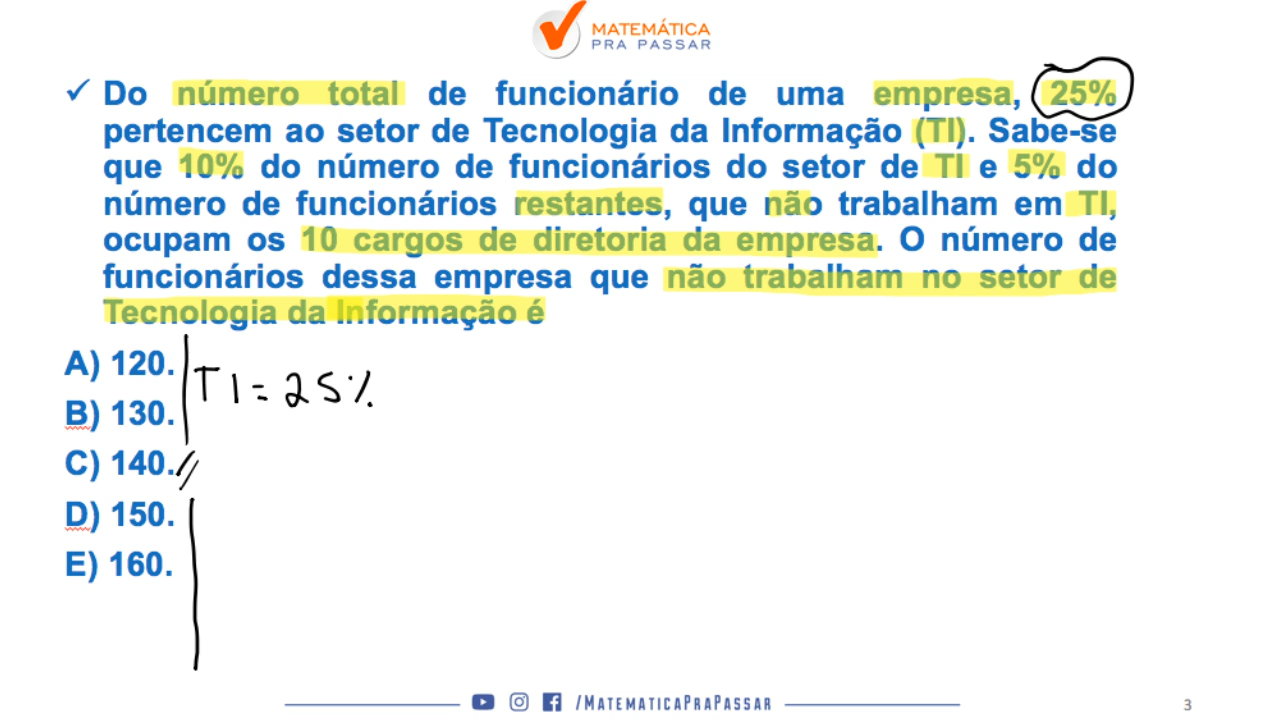 MATEMÁTICA
PRA PASSAR
✓ Do número total de funcionário de uma empresa, 25%
pertencem ao setor de Tecnologia da Informação (TI). Sabe-se
que 10% do número de funcionários do setor de TI e 5% do
número de funcionários restantes, que não trabalham em TI,
ocupam os 10 cargos de diretoria da empresa. O número de
funcionários dessa empresa que não trabalham no setor de
Tecnologia da Informação é
A) 120.
TI = 25%
B) 130.
C) 140.
D) 150.
E) 160.
/MATEMATICAPRAPASSAR
3